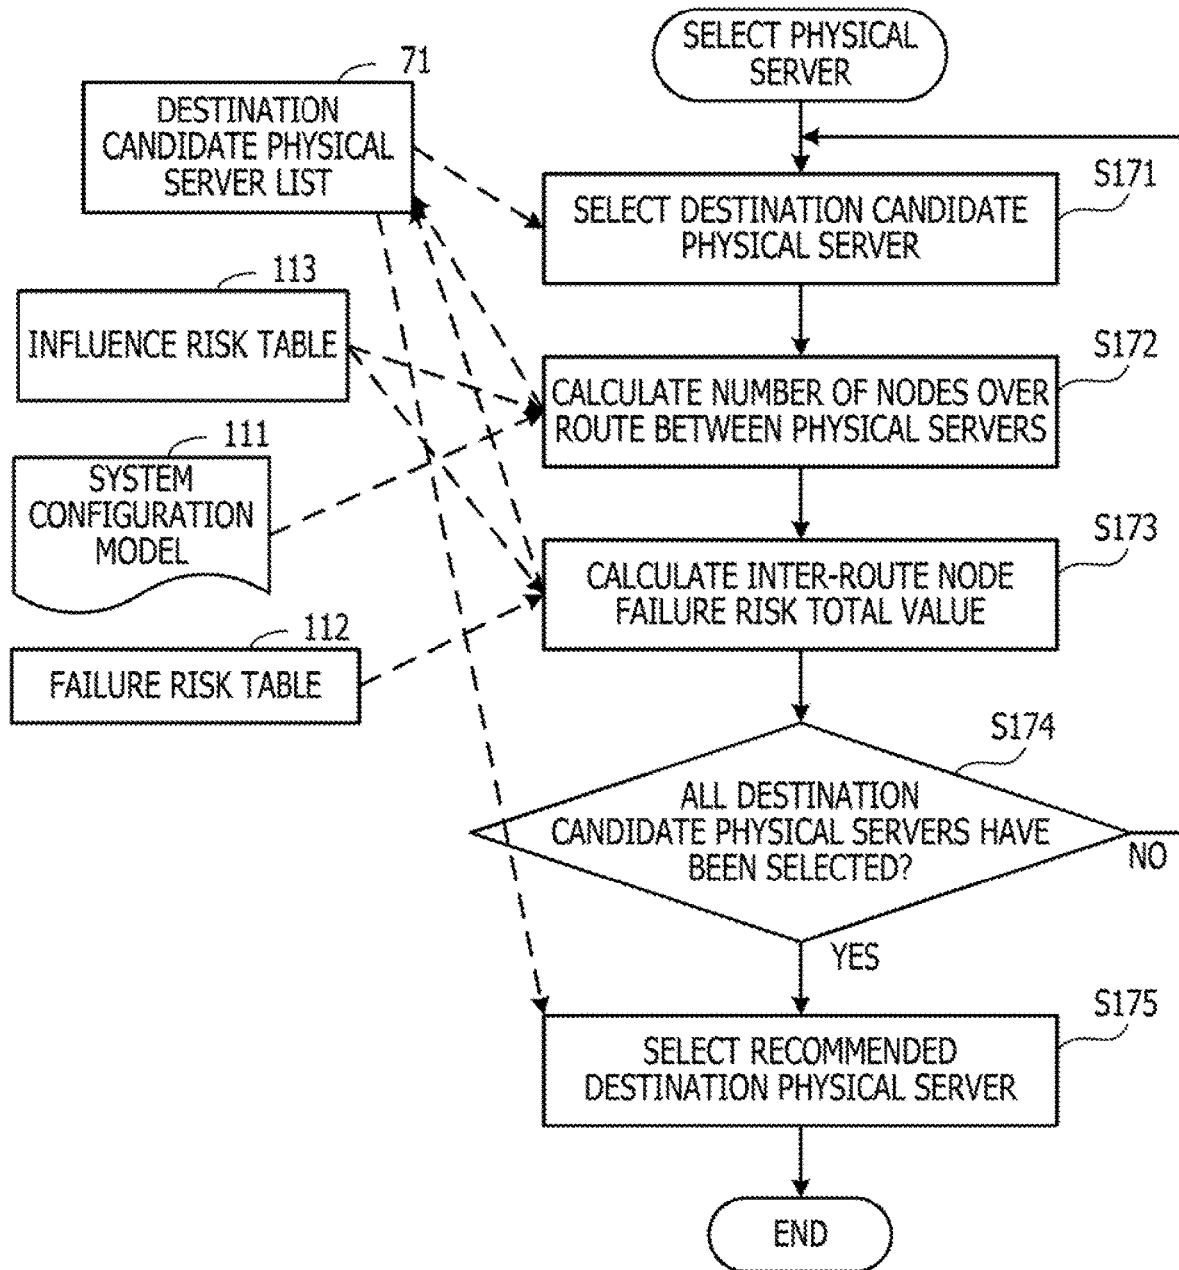 SELECT PHYSICAL
SERVER
71
DESTINATION
CANDIDATE PHYSICAL
SERVER LIST
S171
SELECT DESTINATION CANDIDATE
PHYSICAL SERVER
113
INFLUENCE RISK TABLE
S172
CALCULATE NUMBER OF NODES OVER
ROUTE BETWEEN PHYSICAL SERVERS
111
SYSTEM
CONFIGURATION
MODEL
S173
CALCULATE INTER-ROUTE NODE
FAILURE RISK TOTAL VALUE
112
FAILURE RISK TABLE
S174
ALL DESTINATION
CANDIDATE PHYSICAL SERVERS HAVE
BEEN SELECTED?
NO
YES
S175
SELECT RECOMMENDED
DESTINATION PHYSICAL SERVER
END